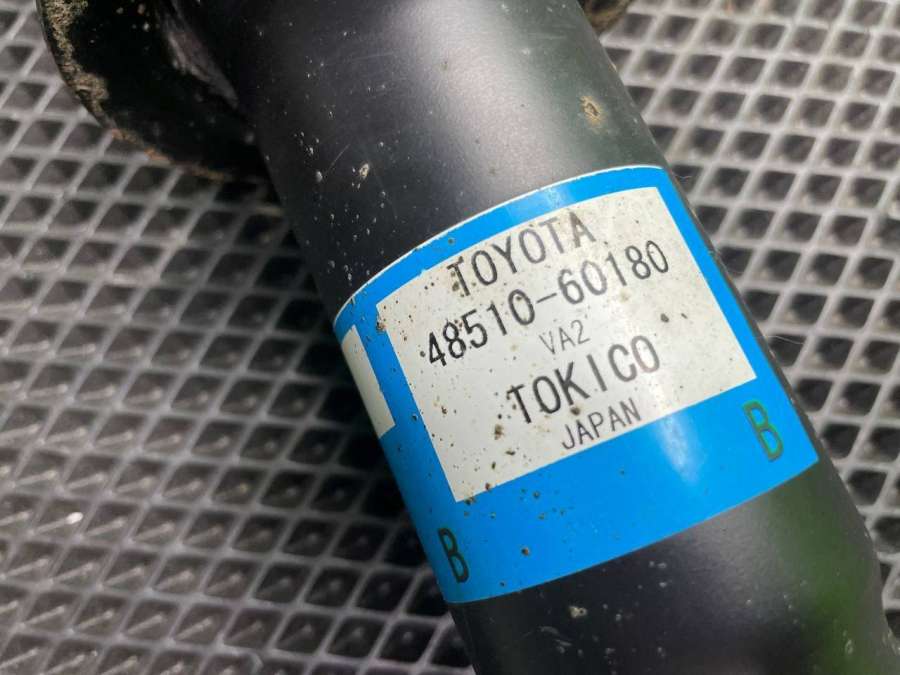 TOYOTA
48510-60180
VA2
TOKICO
JAPAN
B
B